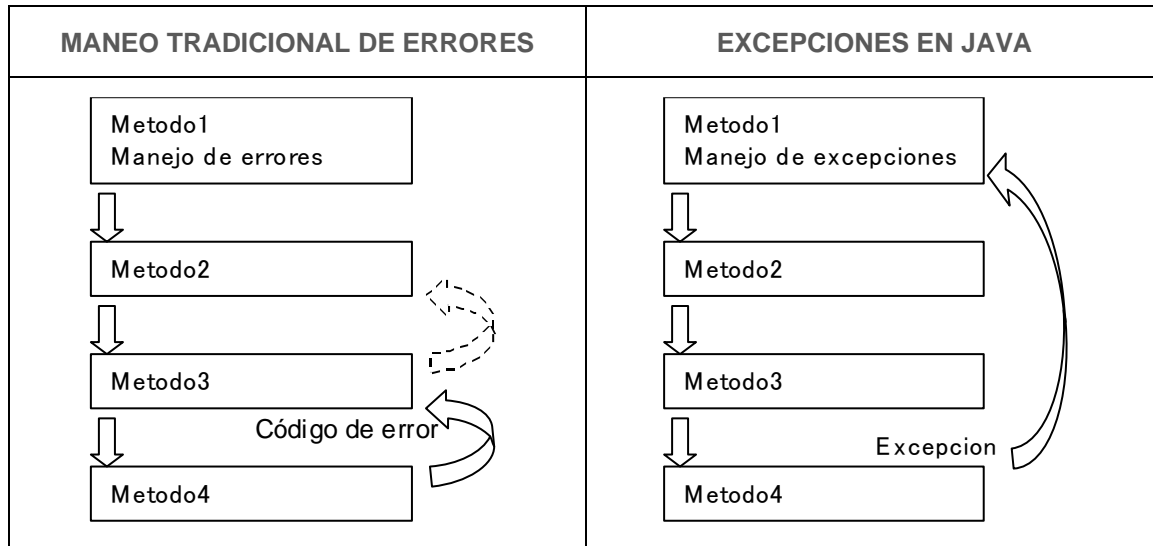 MANEO TRADICIONAL DE ERRORES
EXCEPCIONES EN JAVA
Metodo1
Manejo de errores
Metodo2
Metodo3
Código de error
Metodo4
Metodo1
Manejo de excepciones
Metodo2
Metodo3
Excepcion
Metodo4